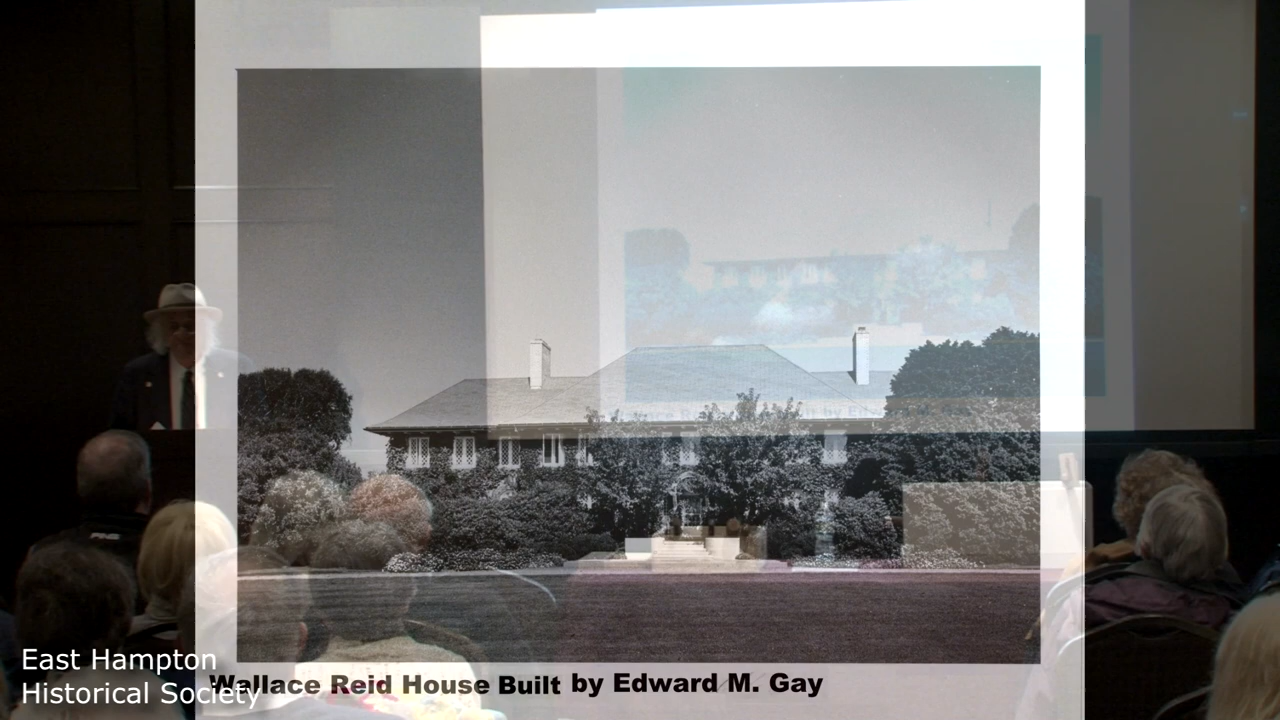 East Hampton
Historical Society
Wallace Reid House Built by Edward M. Gay